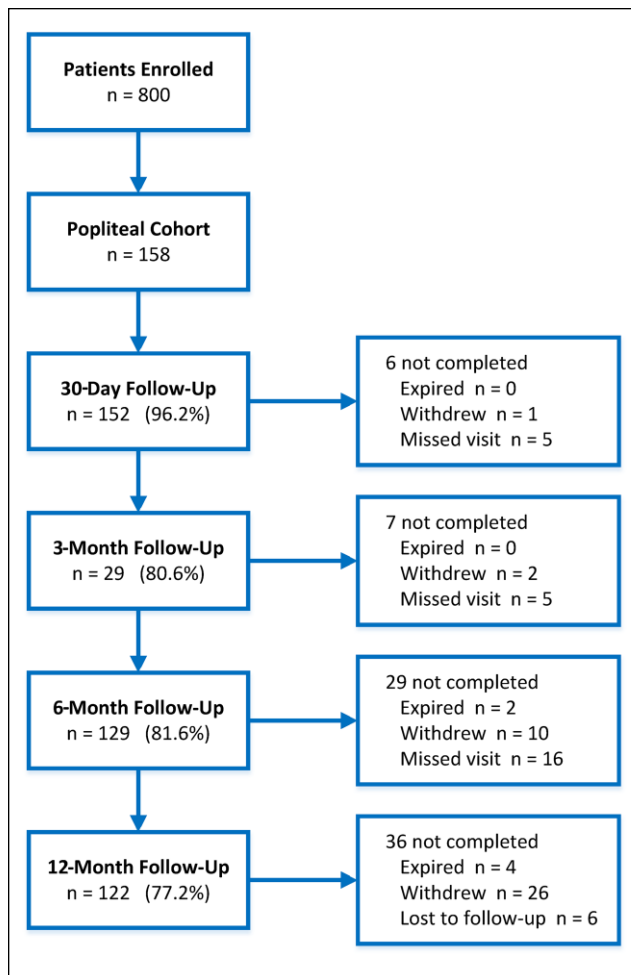 Patients Enrolled
n = 800
Popliteal Cohort
n = 158
30-Day Follow-Up
n = 152 (96.2%)
6 not completed
Expired n = 0
Withdrew n = 1
Missed visit n = 5
3-Month Follow-Up
n = 29 (80.6%)
7 not completed
Expired n = 0
Withdrew n = 2
Missed visit n = 5
6-Month Follow-Up
n = 129 (81.6%)
29 not completed
Expired n = 2
Withdrew n = 10
Missed visit n = 16
12-Month Follow-Up
n = 122 (77.2%)
36 not completed
Expired n = 4
Withdrew n = 26
Lost to follow-up n = 6